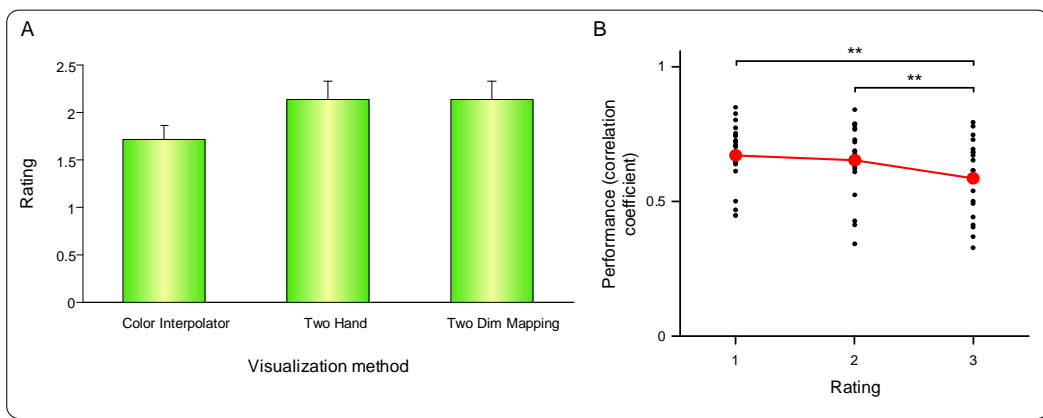 A
2.5
2
1.5
1
0.5
0
Rating
Color Interpolator
Two Hand
Two Dim Mapping
Visualization method
B
**
**
1
0.5
0
Performance (correlation
coefficient)
1
2
3
Rating